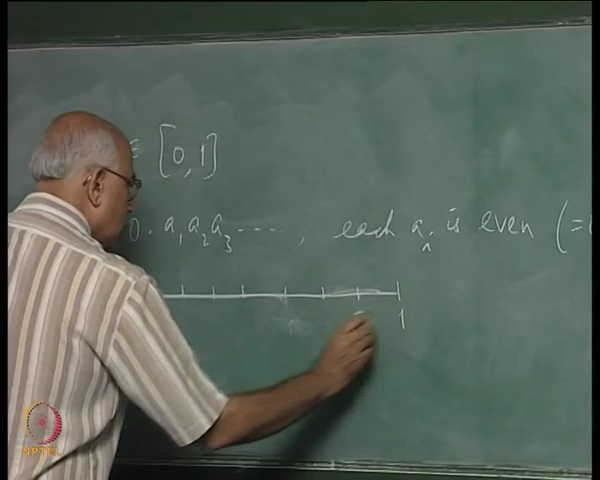 ∈ [0,1]
0. a₁ a₂ a₃ ...., each aₙ is even (=
1
NPTEL